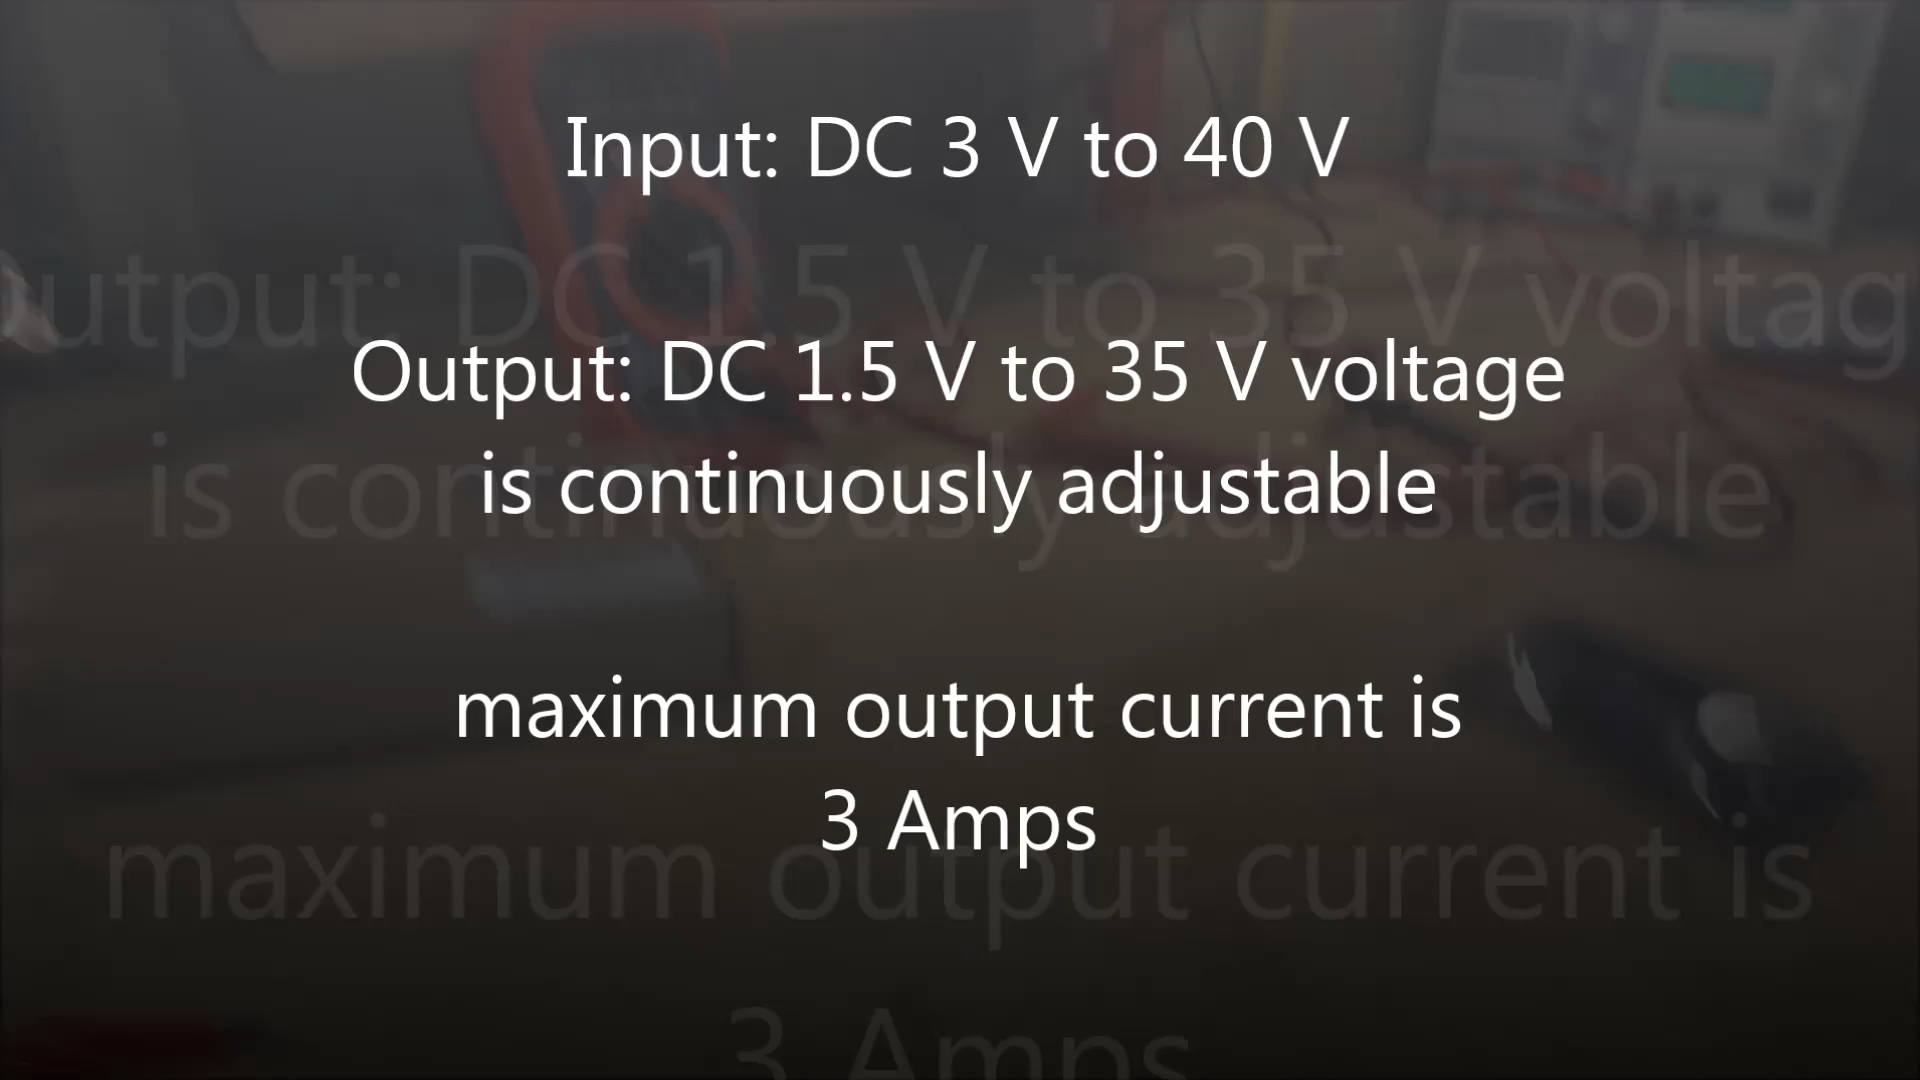 Input: DC 3 V to 40 V
Output: DC 1.5 V to 35 V voltage
is continuously adjustable
maximum output current is
3 Amps